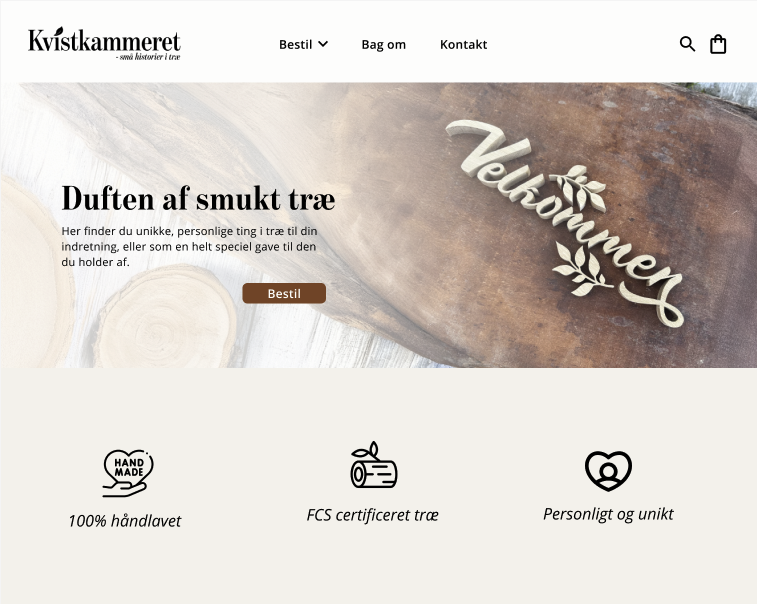 Kvistkammeret
- små historier i træ
Bestil
Bag om
Kontakt
Velkommen
Duften af smukt træ
Her finder du unikke, personlige ting i træ til din
indretning, eller som en helt speciel gave til den
du holder af.
Bestil
HAND
MADE
100% håndlavet
FCS certificeret træ
Personligt og unikt